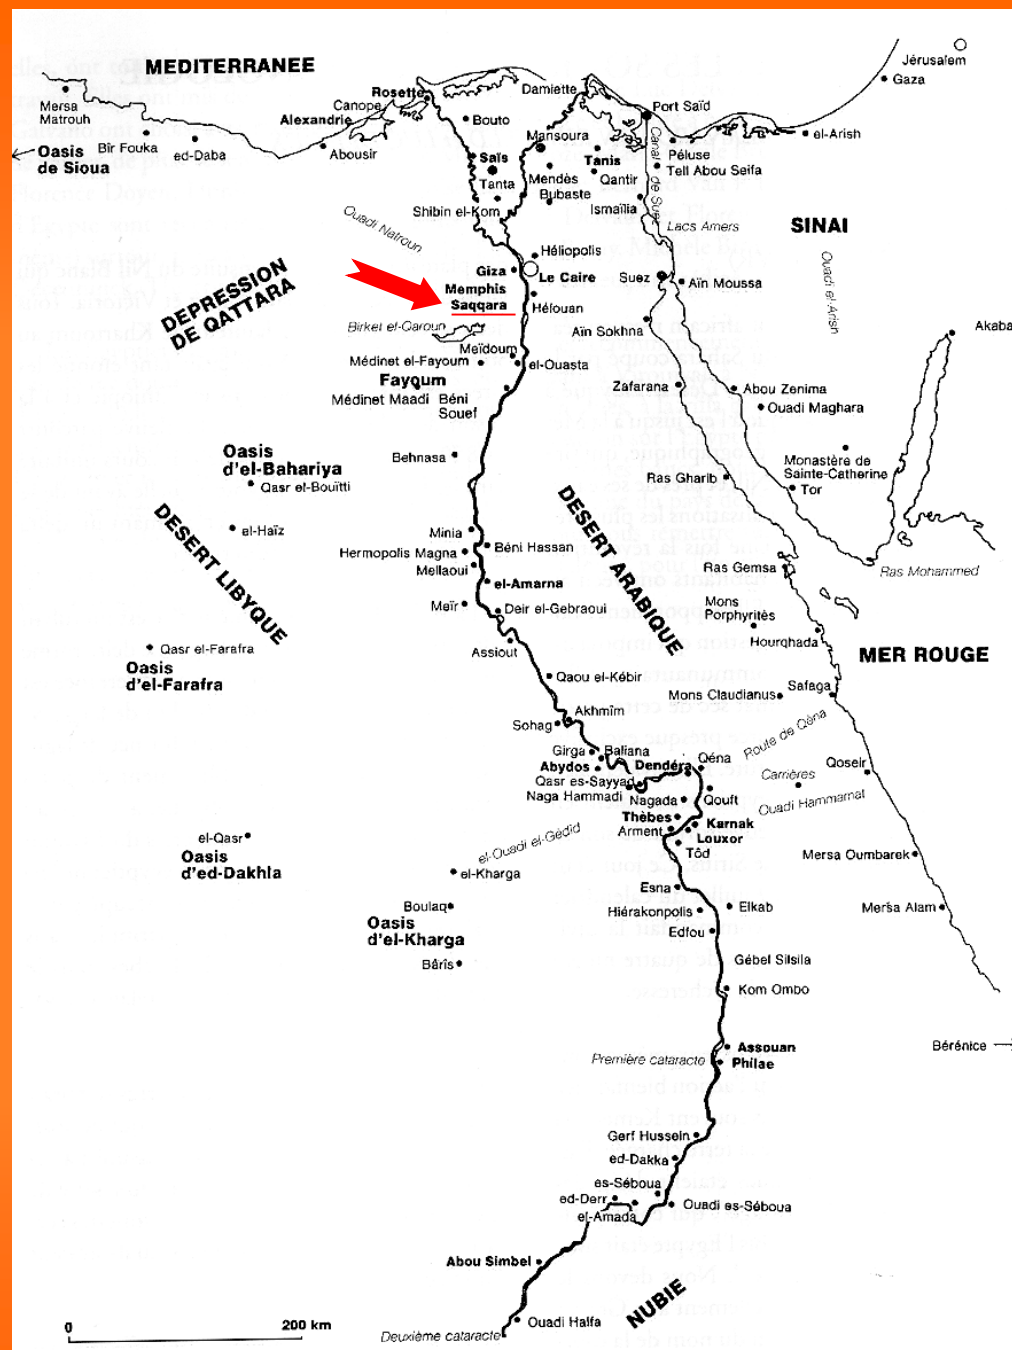 MEDITERRANEE
Jérusalem
Gaza
Rosette
Damiette
Canope
Alexandrie
Port Saïd
Mersa
Matrouh
Bouto
Mansoura
el-Arish
Bîr Fouka
ed-Daba
Abousir
Oasis
de Sioua
Saïs
Tanis
Péluse
Tell Abou Seifa
Canal de Suez
Tanta
Mendès
Qantir
Bubaste
Shibin el-Kom
Ismaïlia
Lacs Amers
SINAI
Ouadi Natroun
Héliopolis
Ouadi el-Arish
Giza
Le Caire
Suez
Aïn Moussa
Memphis
Saqqara
Hélouan
DEPRESSION
DE QATTARA
Birket el-Qaroun
Aïn Sokhna
Akaba
Meïdoum
Médinet el-Fayoum
el-Ouasta
Fayoum
Zafarana
Abou Zenima
Médinet Maadi
Béni
Souef
Ouadi Maghara
Oasis
d'el-Bahariya
Behnasa
Monastère de
Sainte-Catherine
Qasr el-Bouïtti
Ras Gharib
Tor
DESERT LIBYQUE
DESERT ARABIQUE
el-Haïz
Minia
Hermopolis Magna
Béni Hassan
Mellaoui
Ras Gemsa
Ras Mohammed
el-Amarna
Meïr
Deir el-Gebraoui
Mons
Porphyritès
Assiout
Hourghada
Qasr el-Farafra
Oasis
d'el-Farafra
MER ROUGE
Qaou el-Kébir
Mons Claudianus
Safaga
Akhmîm
Sohag
Route de Qéna
Girga
Baliana
Abydos
Dendéra
Qéna
Qoseir
Qasr es-Sayyad
Carrières
Naga Hammadi
Nagada
Qouft
Ouadi Hammamat
Thèbes
Karnak
Arment
Louxor
el-Qasr
el-Ouadi el-Gédid
Tôd
Oasis
d'ed-Dakhla
Mersa Oumbarek
el-Kharga
Esna
Boulaq
Hiérakonpolis
Elkab
Mersa Alam
Oasis
d'el-Kharga
Edfou
Bârîs
Gébel Silsila
Kom Ombo
Assouan
Bérénice
Première cataracte
Philae
Gerf Hussein
ed-Dakka
es-Séboua
ed-Derr
Ouadi es-Séboua
el-Amada
Abou Simbel
NUBIE
0
200 km
Ouadi Halfa
Deuxième cataracte